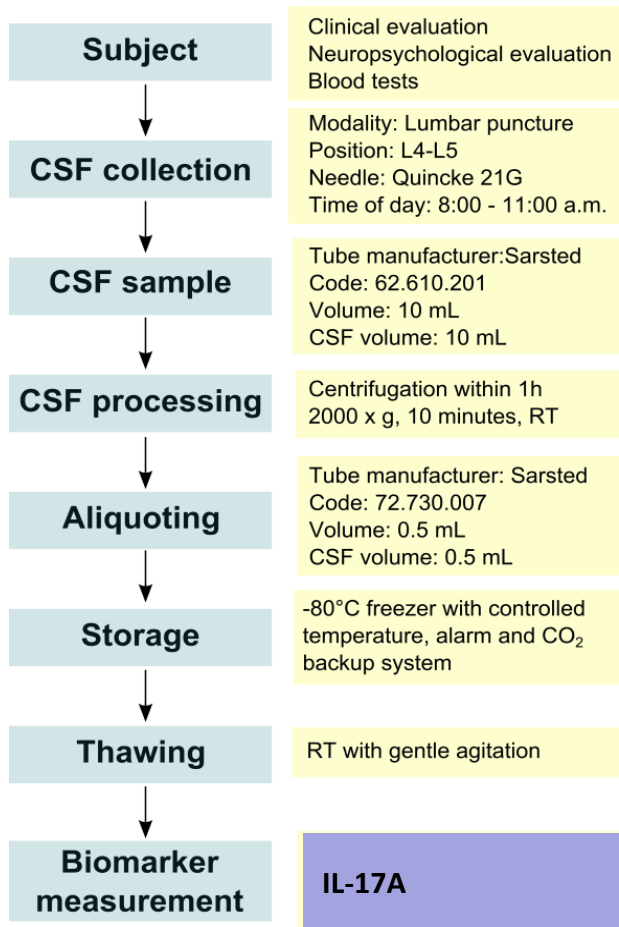 Subject
Clinical evaluation
Neuropsychological evaluation
Blood tests
CSF collection
Modality: Lumbar puncture
Position: L4-L5
Needle: Quincke 21G
Time of day: 8:00 - 11:00 a.m.
CSF sample
Tube manufacturer:Sarsted
Code: 62.610.201
Volume: 10 mL
CSF volume: 10 mL
CSF processing
Centrifugation within 1h
2000 x g, 10 minutes, RT
Aliquoting
Tube manufacturer: Sarsted
Code: 72.730.007
Volume: 0.5 mL
CSF volume: 0.5 mL
Storage
-80°C freezer with controlled
temperature, alarm and CO₂
backup system
Thawing
RT with gentle agitation
Biomarker
measurement
IL-17A